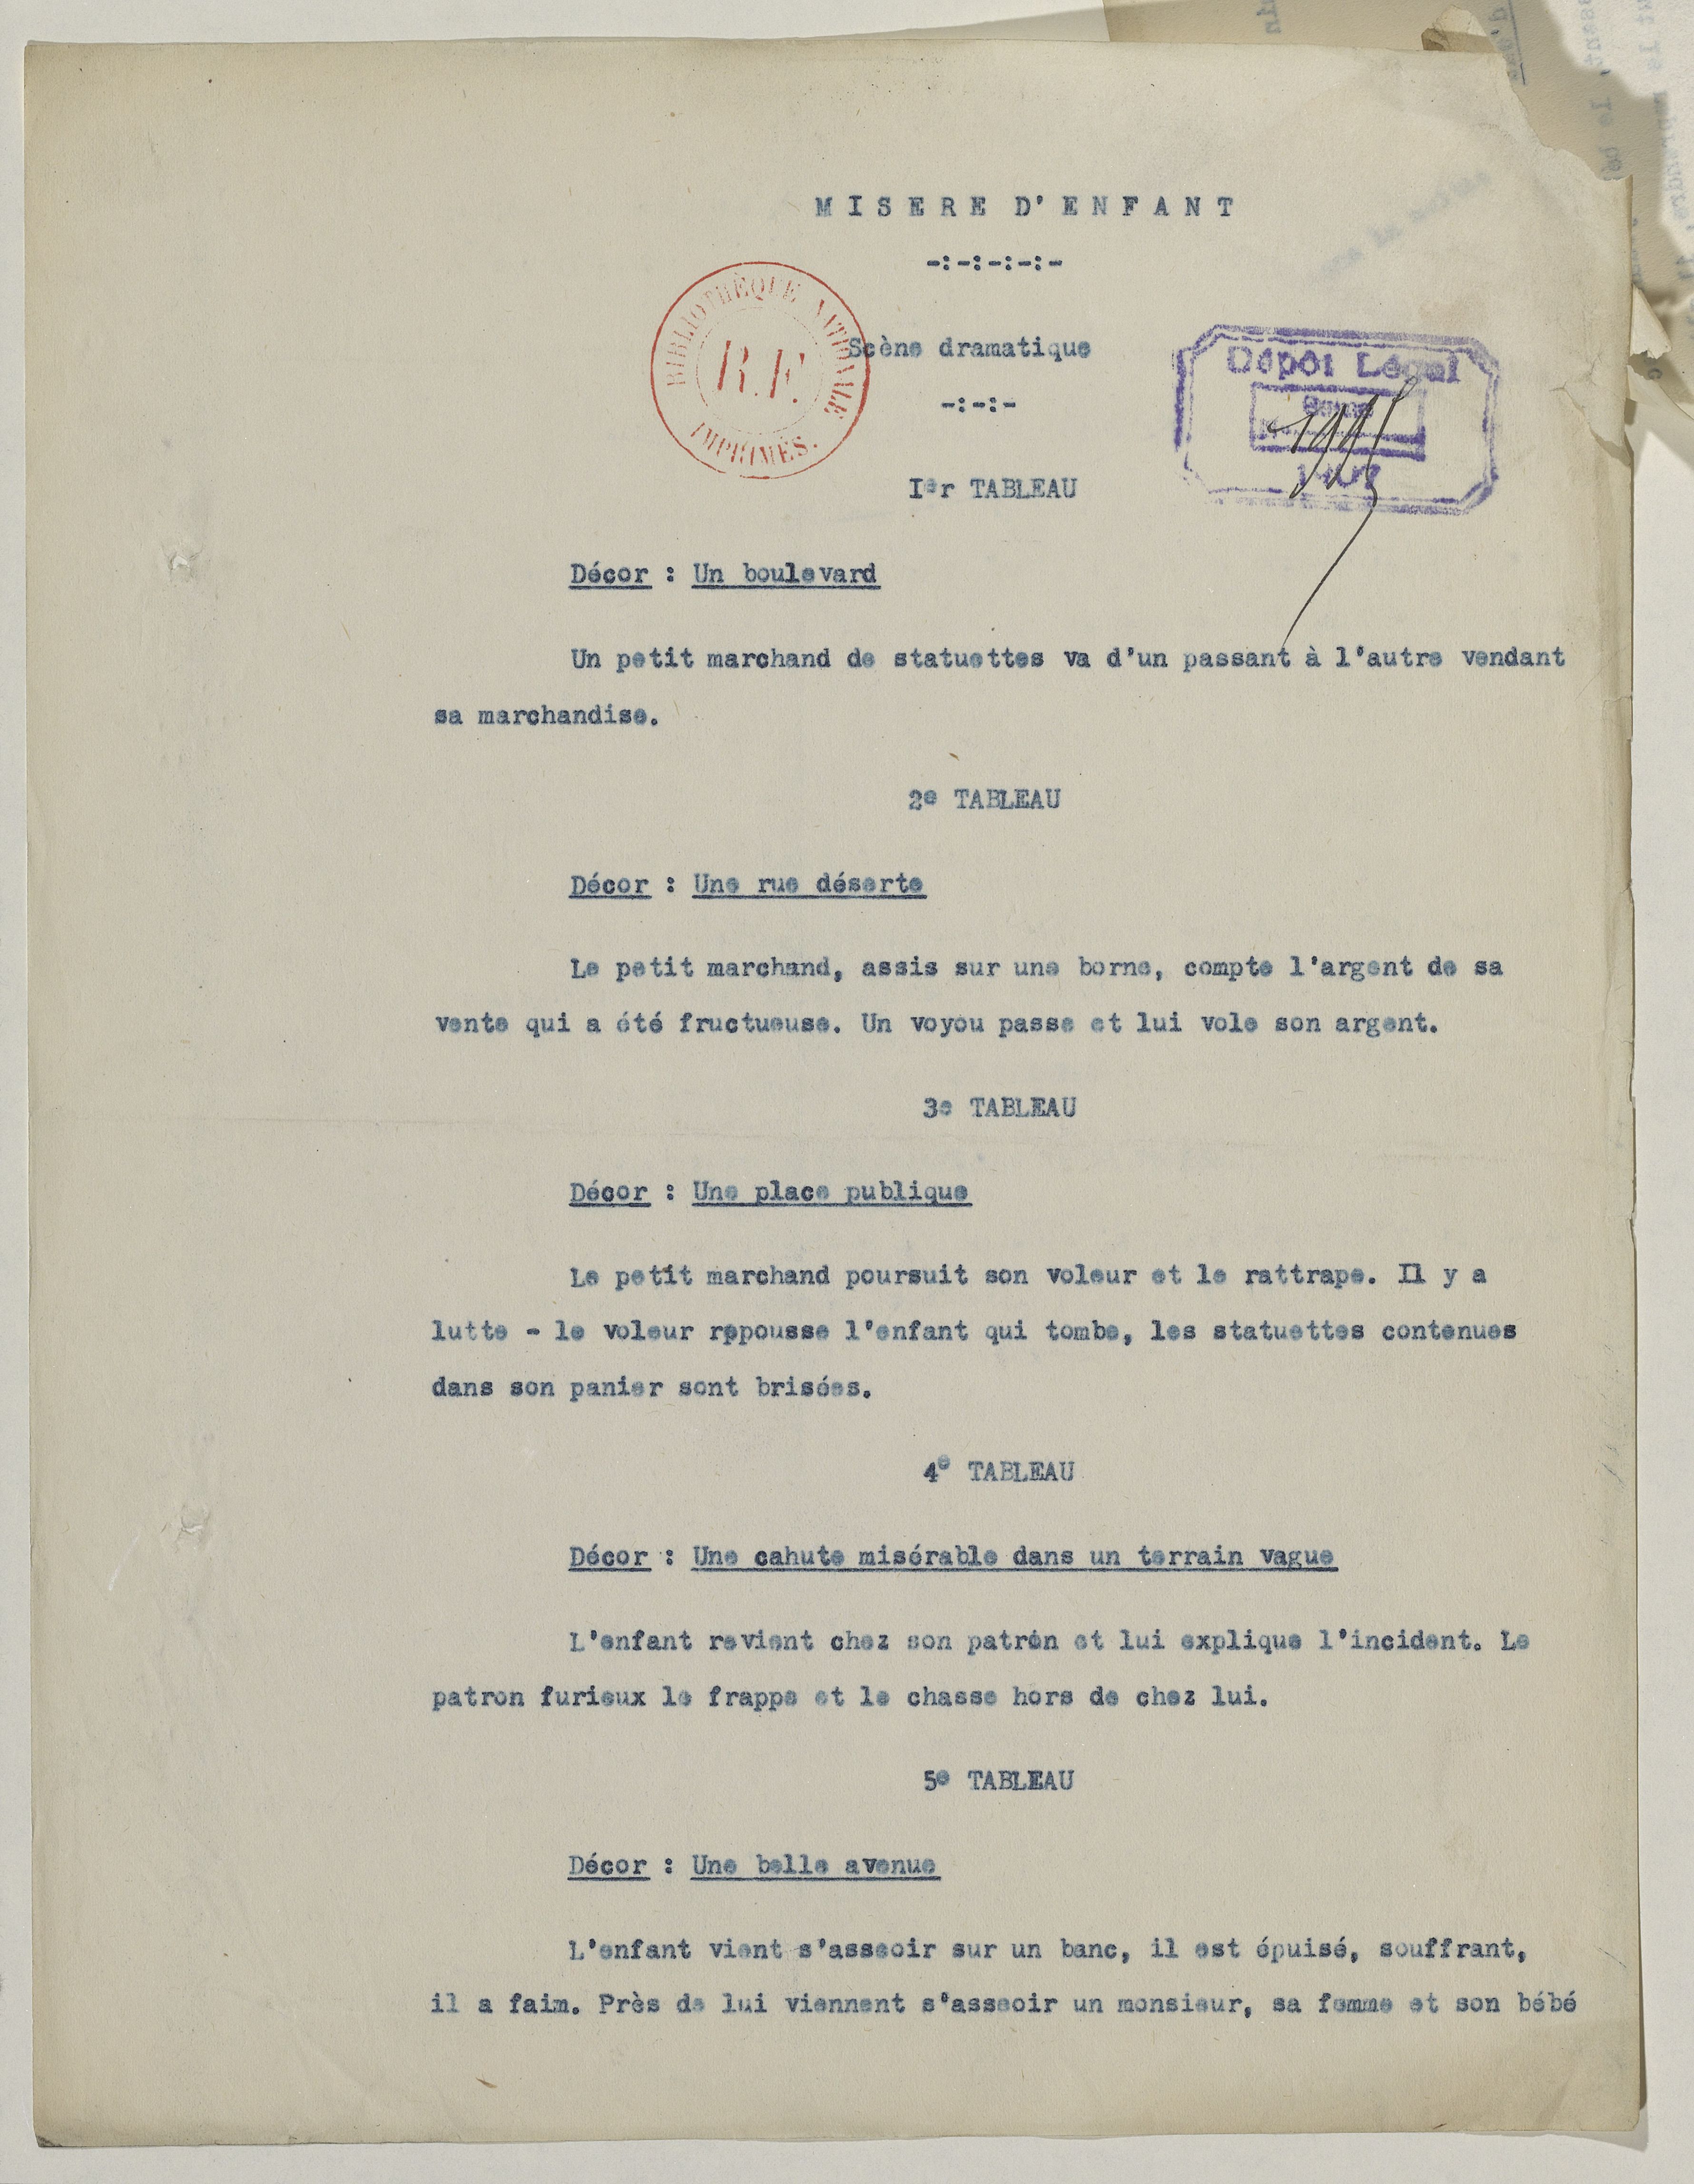 MISERE D'ENFANT
-:-:-:-:-
Scène dramatique
-:-:-
BIBLIOTHÈQUE NATIONALE
R.F.
IMPRIMÉS.
Dépôt Légal
Ier TABLEAU
Décor : Un boulevard
Un petit marchand de statuettes va d'un passant à l'autre vendant
sa marchandise.
2e TABLEAU
Décor : Une rue déserte
Le petit marchand, assis sur une borne, compte l'argent de sa
vente qui a été fructueuse. Un voyou passe et lui vole son argent.
3e TABLEAU
Décor : Une place publique
Le petit marchand poursuit son voleur et le rattrape. Il y a
lutte - le voleur repousse l'enfant qui tombe, les statuettes contenues
dans son panier sont brisées.
4e TABLEAU
Décor : Une cahute misérable dans un terrain vague
L'enfant revient chez son patron et lui explique l'incident. Le
patron furieux le frappe et le chasse hors de chez lui.
5e TABLEAU
Décor : Une belle avenue
L'enfant vient s'asseoir sur un banc, il est épuisé, souffrant,
il a faim. Près de lui viennent s'asseoir un monsieur, sa femme et son bébé